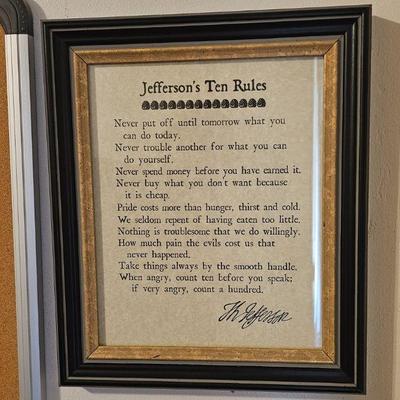 Jefferson's Ten Rules
Never put off until tomorrow what you
can do today.
Never trouble another for what you can
do yourself.
Never spend money before you have earned it.
Never buy what you don't want because
it is cheap.
Pride costs more than hunger, thirst and cold.
We seldom repent of having eaten too little.
Nothing is troublesome that we do willingly.
How much pain the evils cost us that
never happened.
Take things always by the smooth handle.
When angry, count ten before you speak;
if very angry, count a hundred.
Th Jefferson